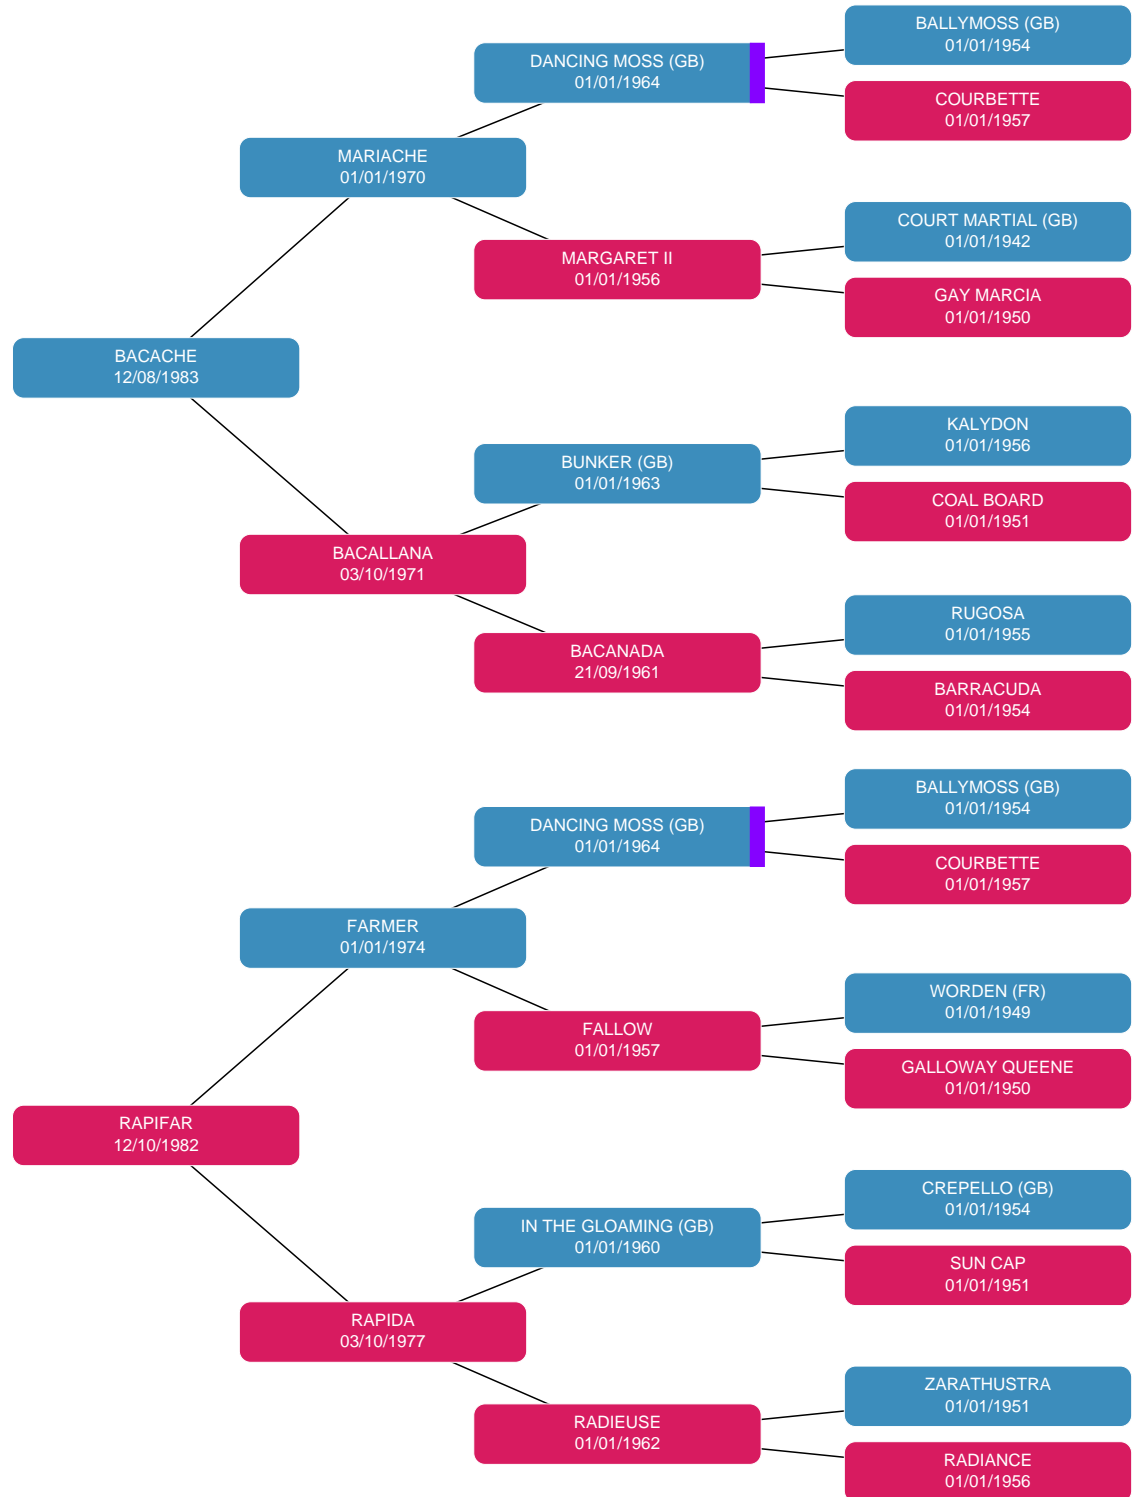 BALLYMOSS (GB)
01/01/1954
DANCING MOSS (GB)
01/01/1964
COURBETTE
01/01/1957
MARIACHE
01/01/1970
COURT MARTIAL (GB)
01/01/1942
MARGARET II
01/01/1956
GAY MARCIA
01/01/1950
BACACHE
12/08/1983
KALYDON
01/01/1956
BUNKER (GB)
01/01/1963
COAL BOARD
01/01/1951
BACALLANA
03/10/1971
RUGOSA
01/01/1955
BACANADA
21/09/1961
BARRACUDA
01/01/1954
BALLYMOSS (GB)
01/01/1954
DANCING MOSS (GB)
01/01/1964
COURBETTE
01/01/1957
FARMER
01/01/1974
WORDEN (FR)
01/01/1949
FALLOW
01/01/1957
GALLOWAY QUEENE
01/01/1950
RAPIFAR
12/10/1982
CREPELLO (GB)
01/01/1954
IN THE GLOAMING (GB)
01/01/1960
SUN CAP
01/01/1951
RAPIDA
03/10/1977
ZARATHUSTRA
01/01/1951
RADIEUSE
01/01/1962
RADIANCE
01/01/1956